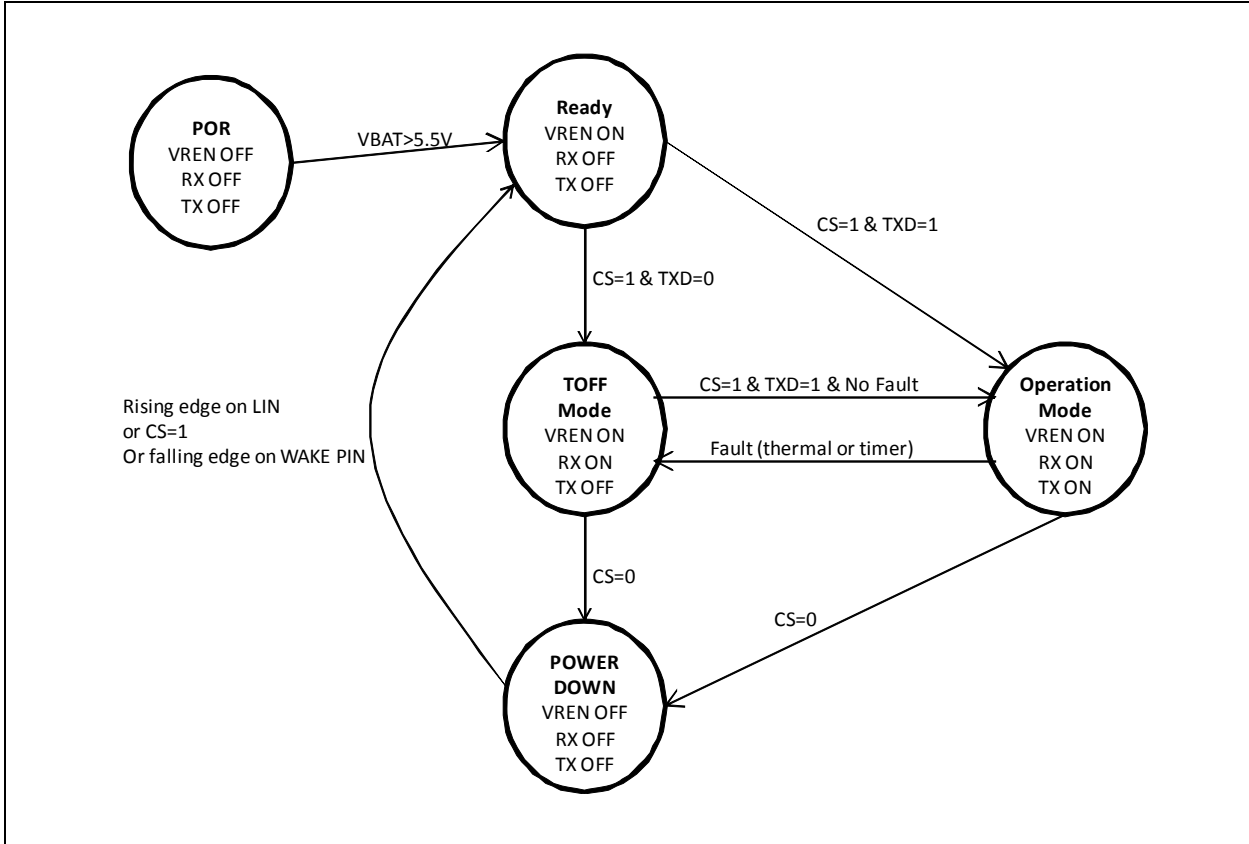 POR
VREN OFF
RX OFF
TX OFF
VBAT>5.5V
Ready
VREN ON
RX OFF
TX OFF
CS=1 & TXD=1
CS=1 & TXD=0
Rising edge on LIN
or CS=1
Or falling edge on WAKE PIN
TOFF
Mode
VREN ON
RX ON
TX OFF
CS=1 & TXD=1 & No Fault
Fault (thermal or timer)
Operation
Mode
VREN ON
RX ON
TX ON
CS=0
CS=0
POWER
DOWN
VREN OFF
RX OFF
TX OFF